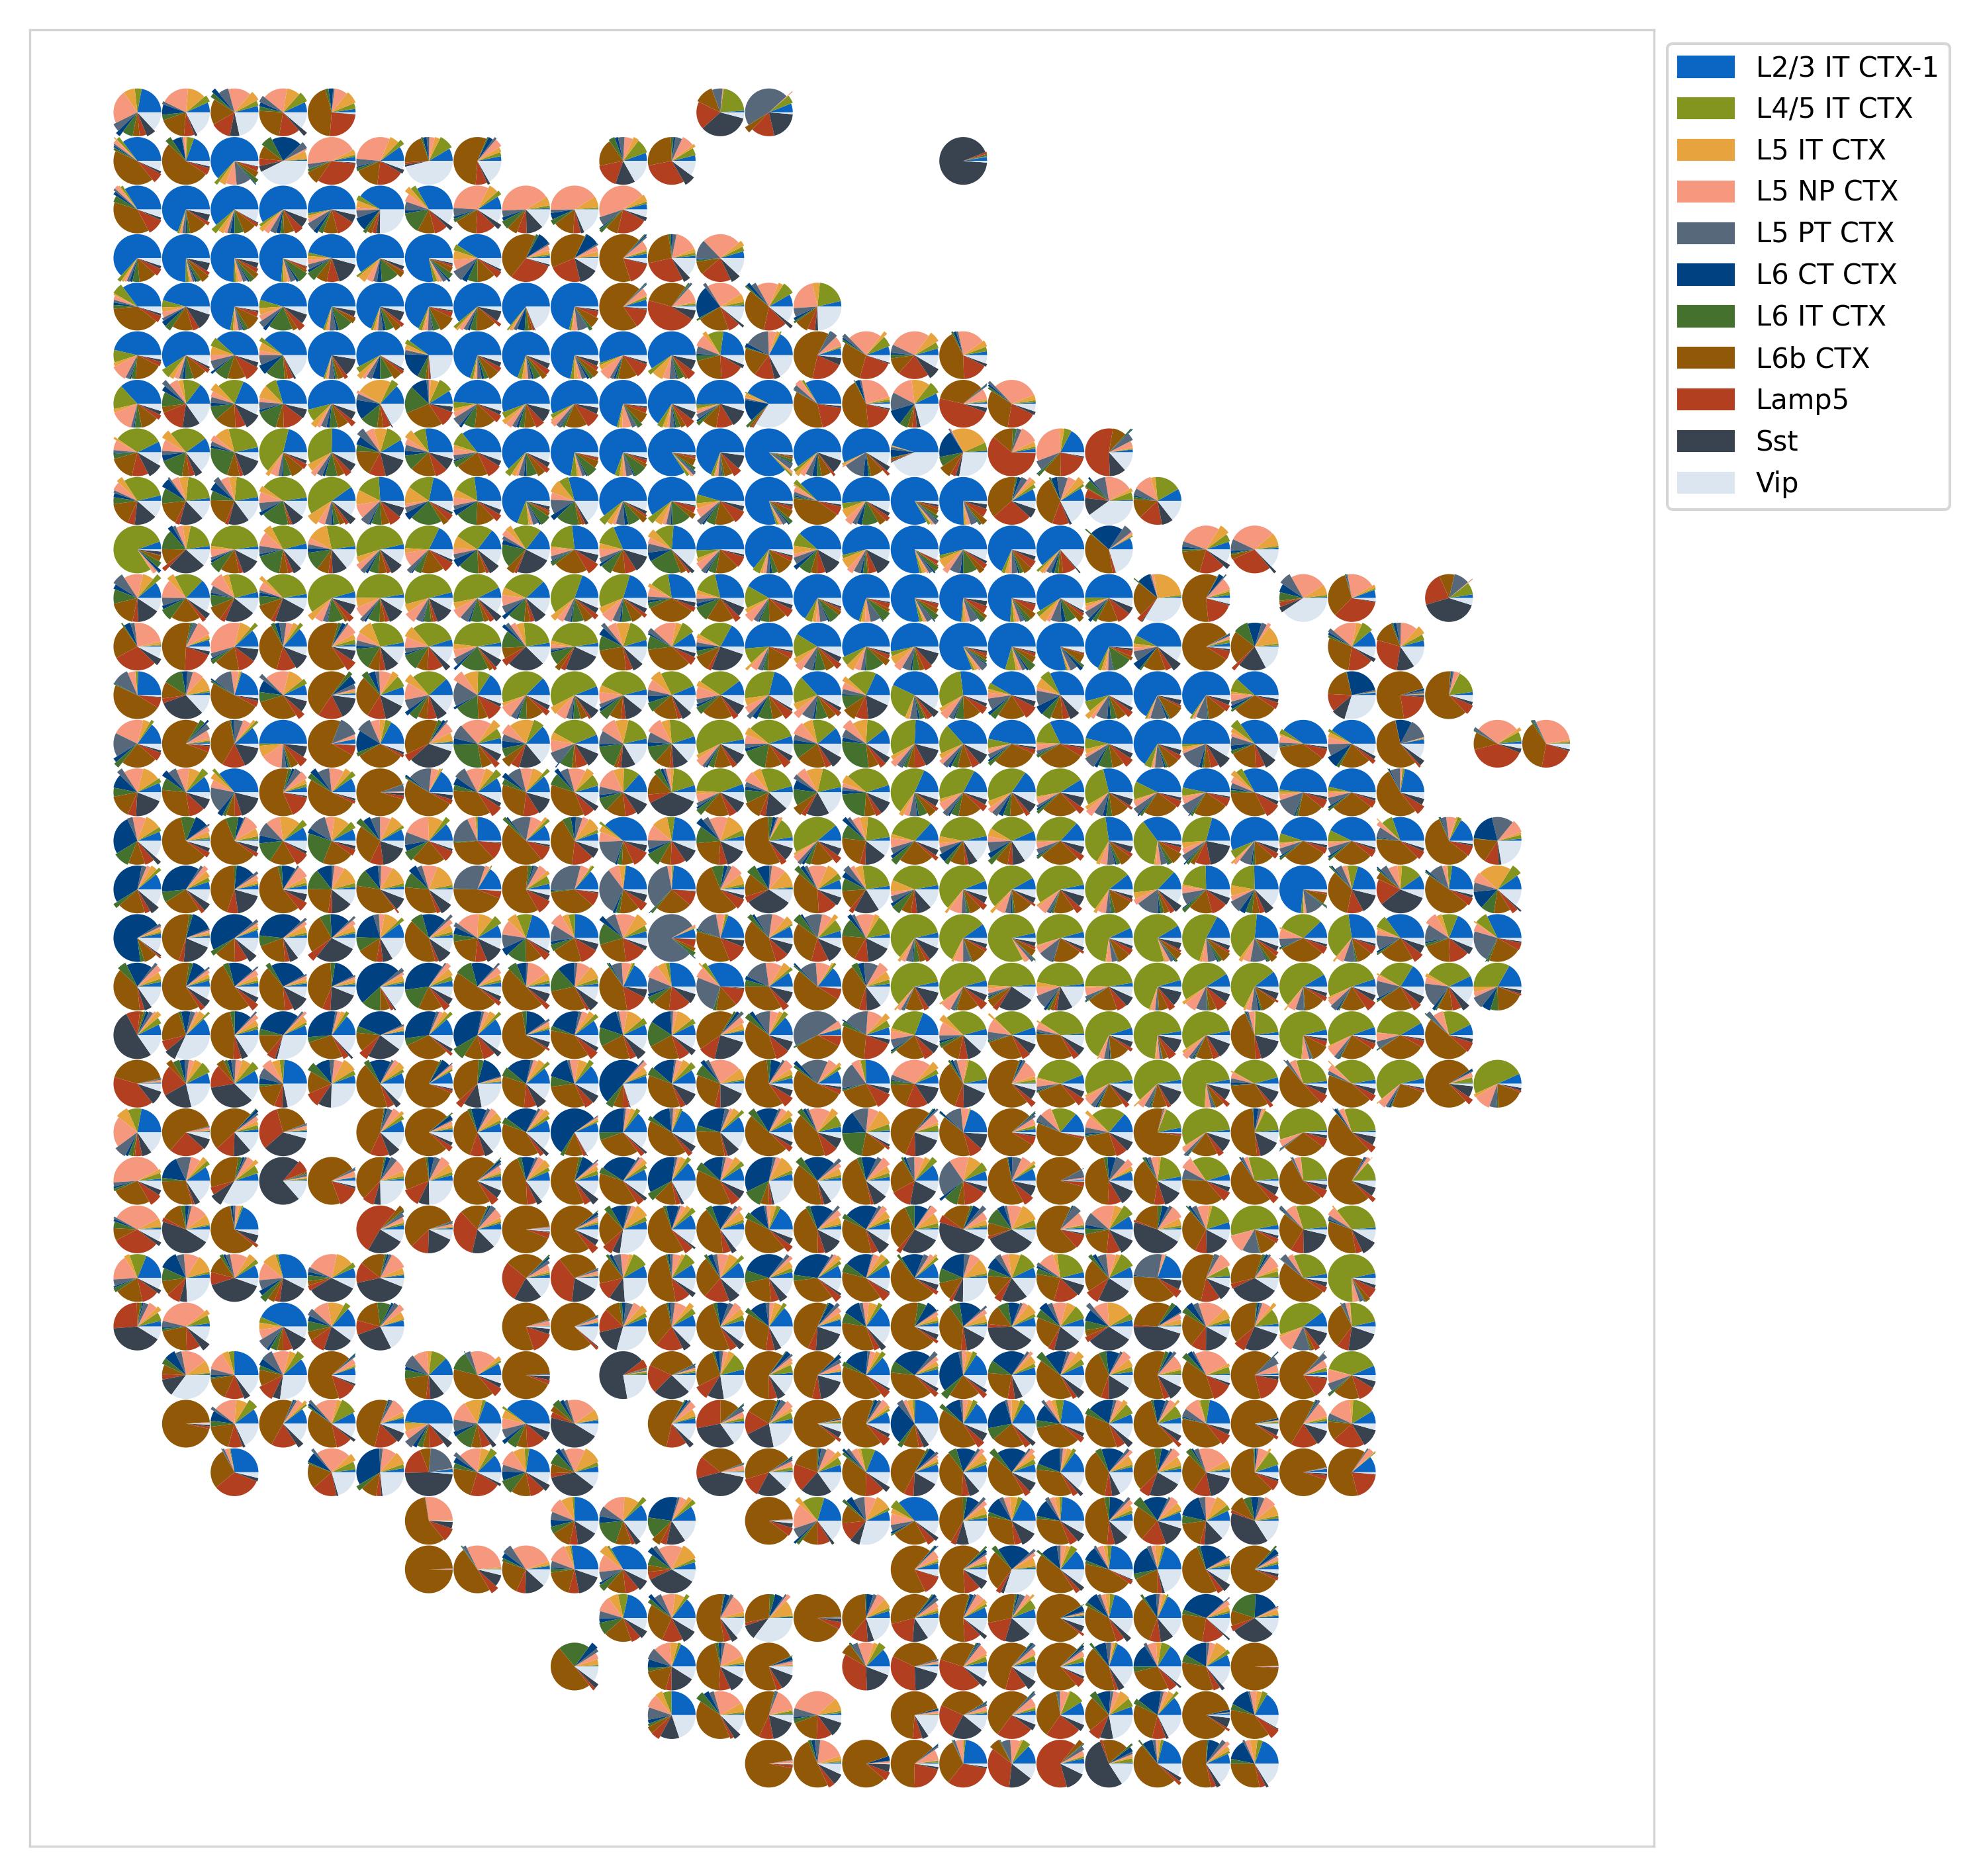 L2/3 IT CTX-1
L4/5 IT CTX
L5 IT CTX
L5 NP CTX
L5 PT CTX
L6 CT CTX
L6 IT CTX
L6b CTX
Lamp5
Sst
Vip